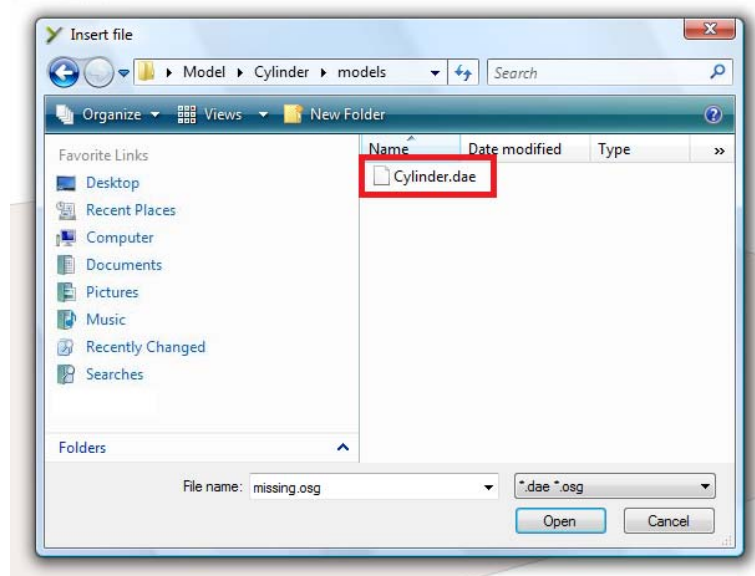 Insert file
Model Cylinder models Search
Organize Views New Folder
Favorite Links
Name Date modified Type
Cylinder.dae
Desktop
Recent Places
Computer
Documents
Pictures
Music
Recently Changed
Searches
Folders
File name: missing.osg *.dae *.osg
Open Cancel